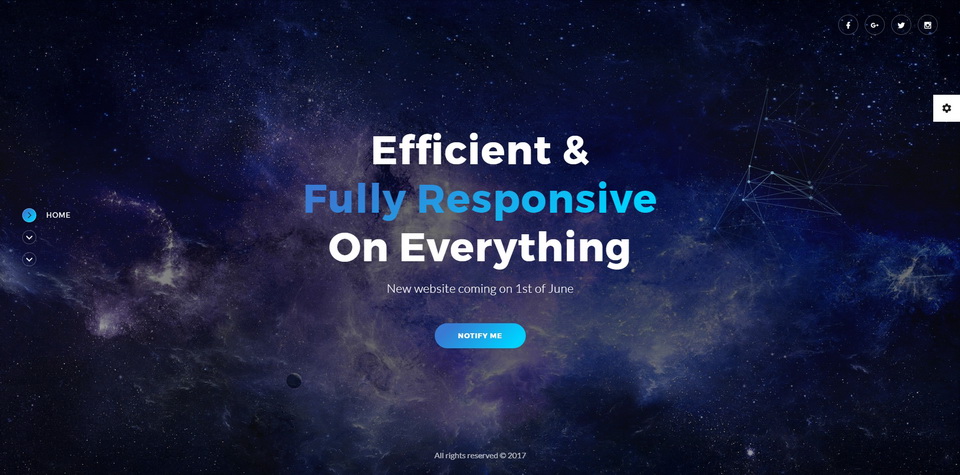 HOME
Efficient &
Fully Responsive
On Everything
New website coming on 1st of June
NOTIFY ME
All rights reserved © 2017